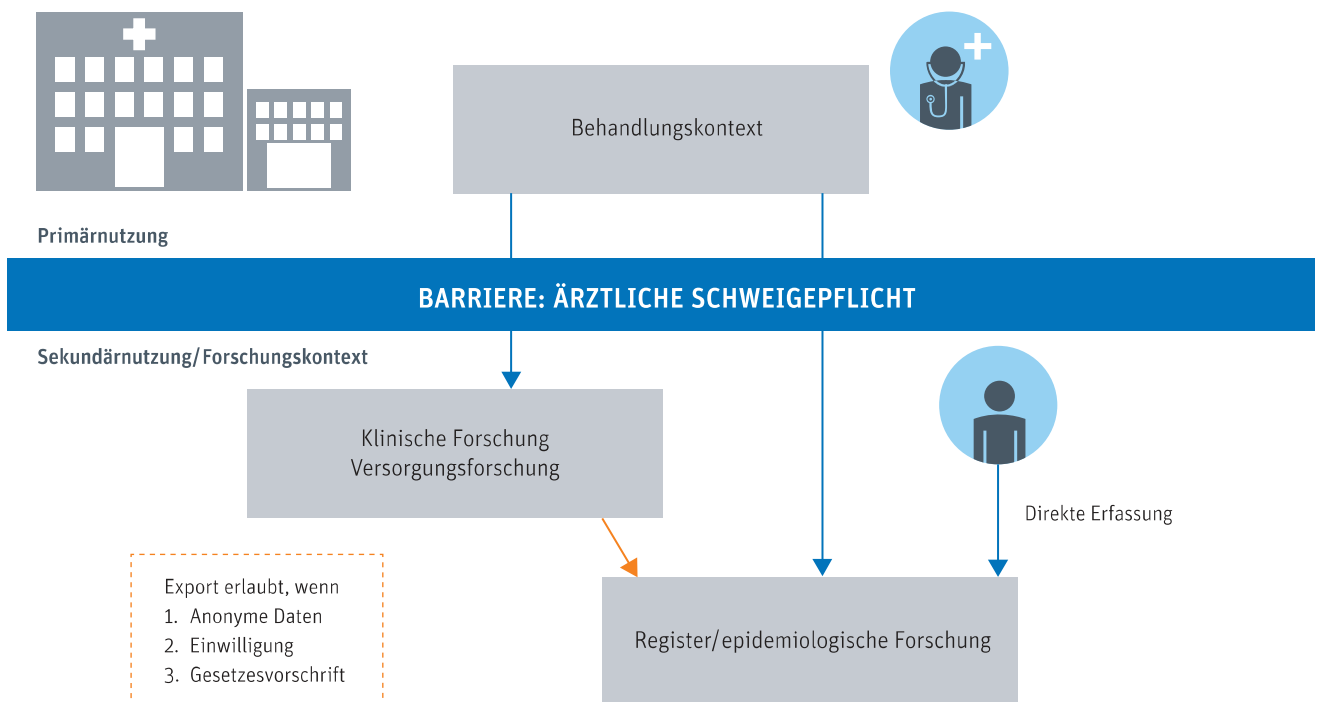 Behandlungskontext
Primärnutzung
BARRIERE: ÄRZTLICHE SCHWEIGEPFLICHT
Sekundärnutzung/Forschungskontext
Klinische Forschung
Versorgungsforschung
Direkte Erfassung
Export erlaubt, wenn
1. Anonyme Daten
2. Einwilligung
3. Gesetzesvorschrift
Register/epidemiologische Forschung